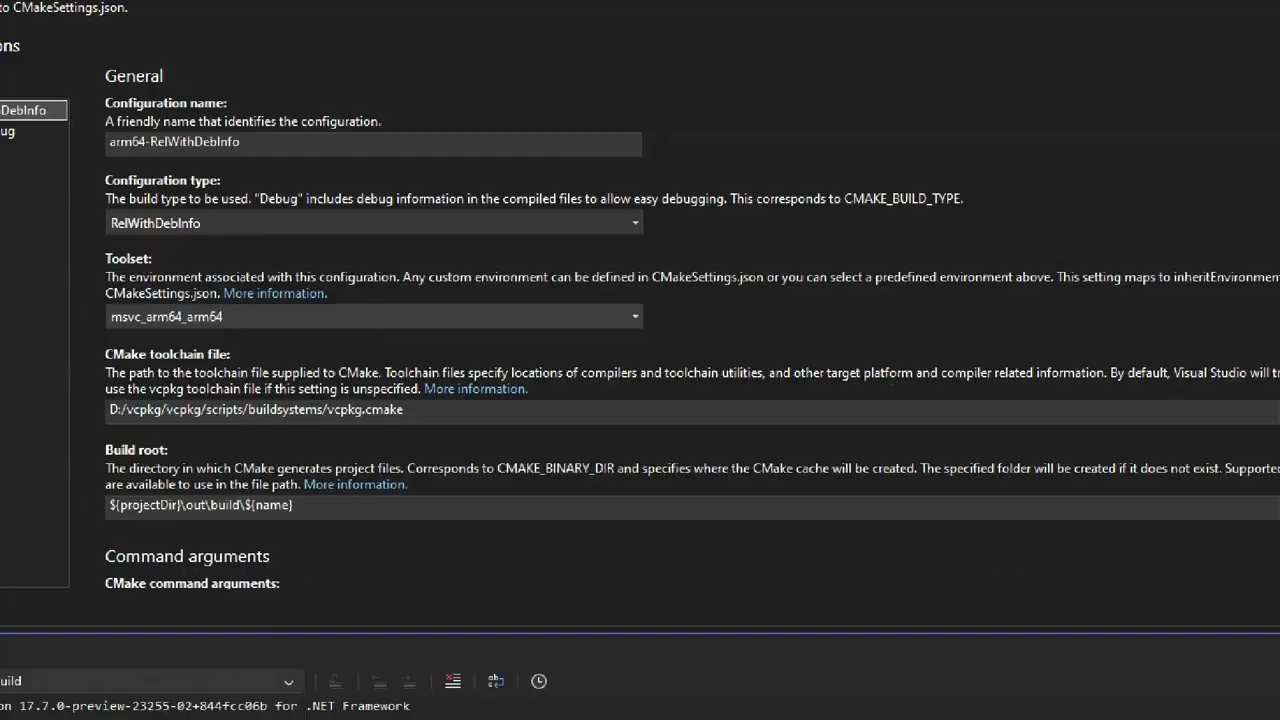 to CMakeSettings.json.
ons
DebInfo
ug
General
Configuration name:
A friendly name that identifies the configuration.
arm64-RelWithDebInfo
Configuration type:
The build type to be used. "Debug" includes debug information in the compiled files to allow easy debugging. This corresponds to CMAKE_BUILD_TYPE.
RelWithDebInfo
Toolset:
The environment associated with this configuration. Any custom environment can be defined in CMakeSettings.json or you can select a predefined environment above. This setting maps to inheritEnvironmen
CMakeSettings.json. More information.
msvc_arm64_arm64
CMake toolchain file:
The path to the toolchain file supplied to CMake. Toolchain files specify locations of compilers and toolchain utilities, and other target platform and compiler related information. By default, Visual Studio will t
use the vcpkg toolchain file if this setting is unspecified. More information.
D:/vcpkg/vcpkg/scripts/buildsystems/vcpkg.cmake
Build root:
The directory in which CMake generates project files. Corresponds to CMAKE_BINARY_DIR and specifies where the CMake cache will be created. The specified folder will be created if it does not exist. Supported
are available to use in the file path. More information.
${projectDir}\out\build\${name}
Command arguments
CMake command arguments:
uild
on 17.7.0-preview-23255-02+844fcc06b for .NET Framework